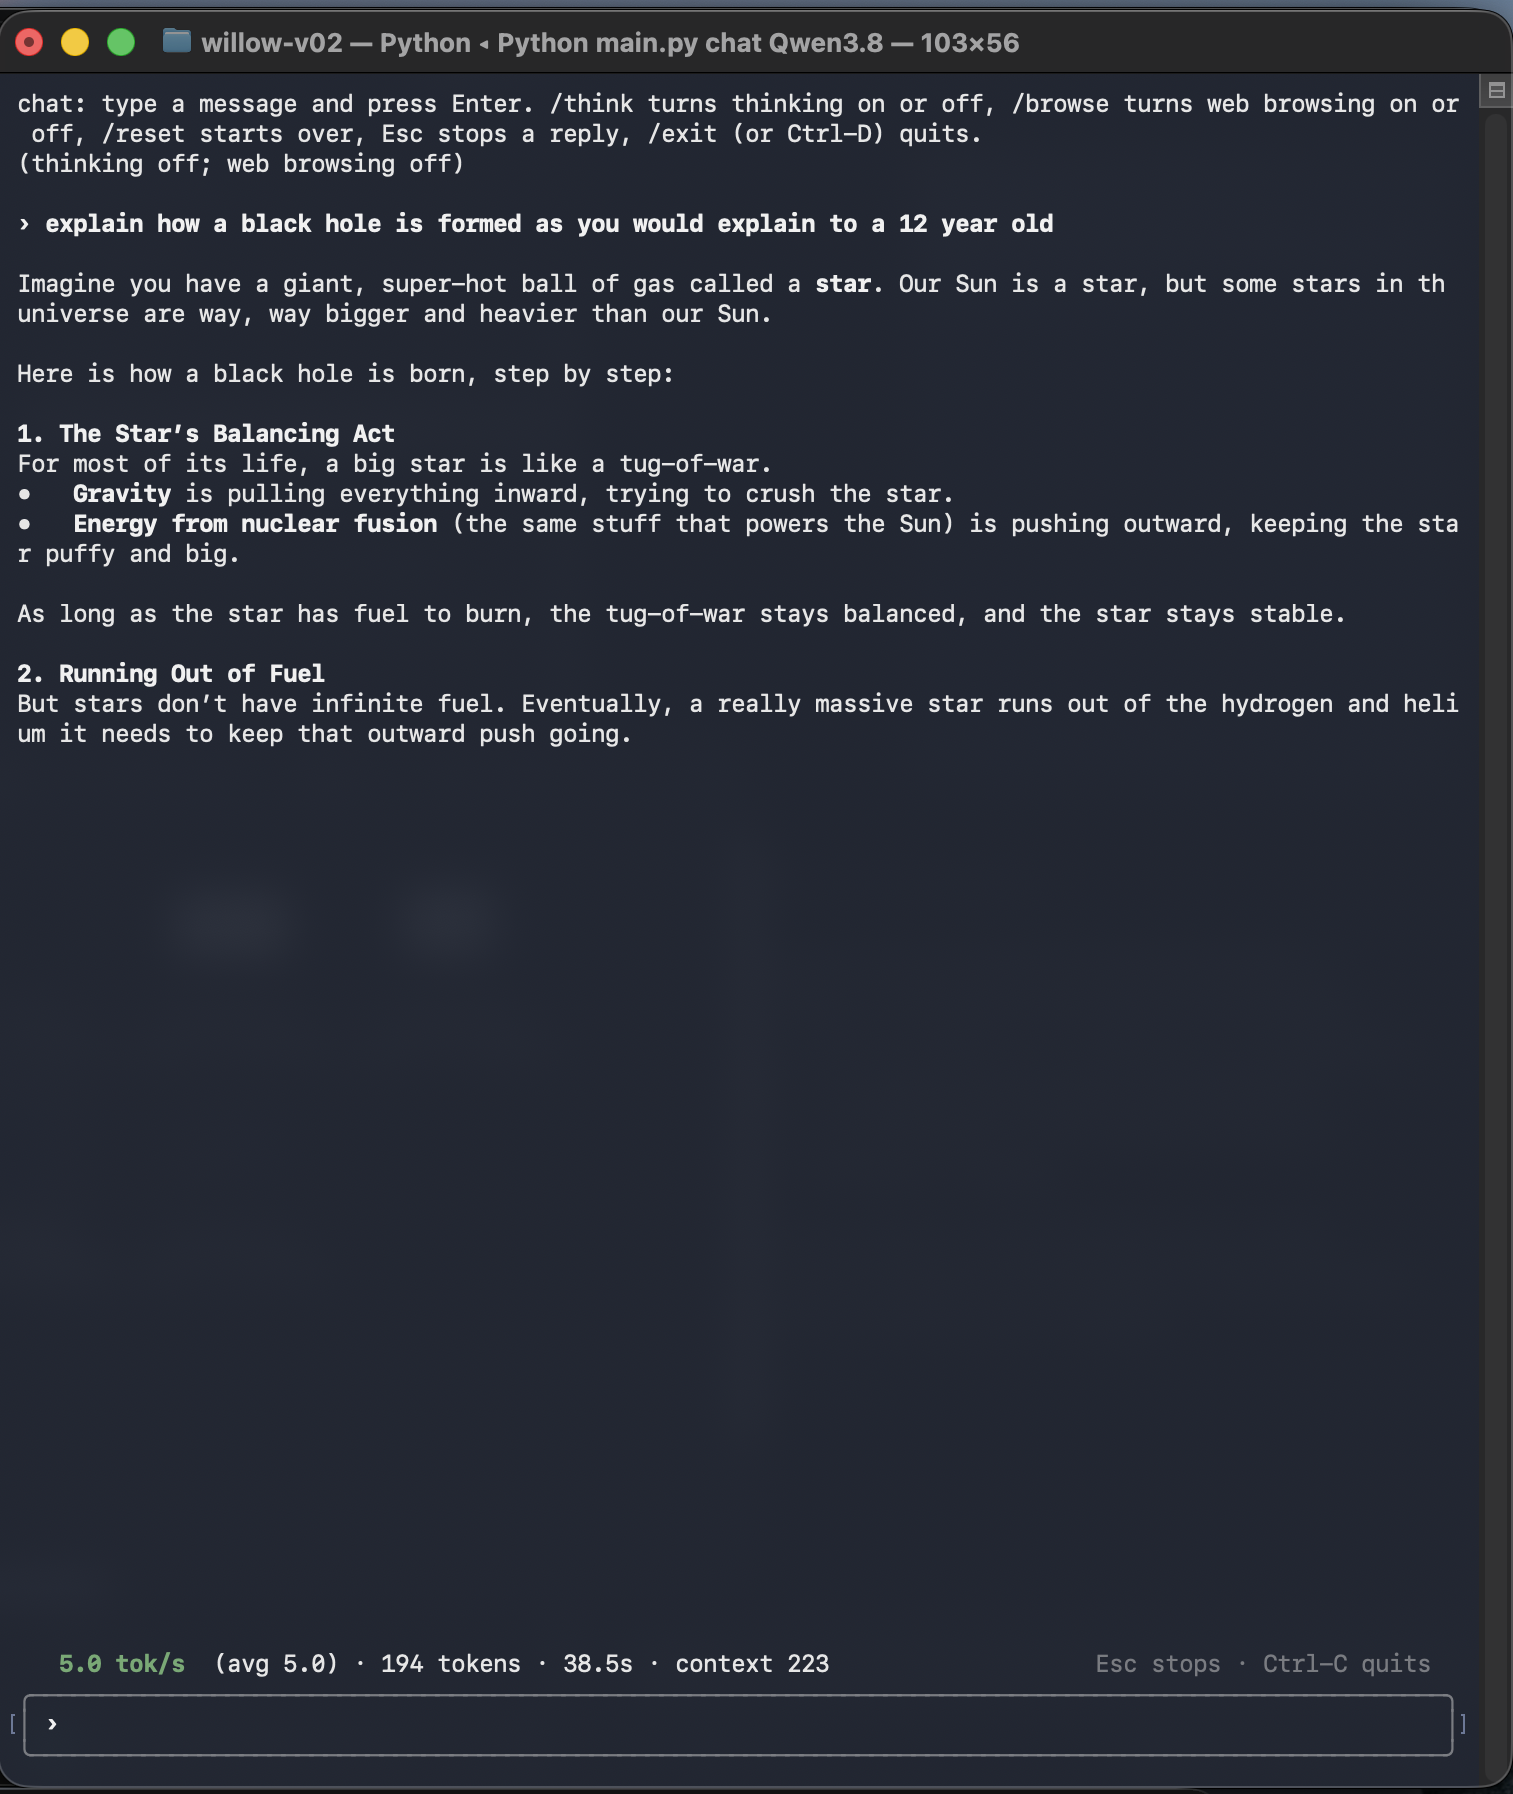 willow-v02 — Python ◂ Python main.py chat Qwen3.8 — 103×56
chat: type a message and press Enter. /think turns thinking on or off, /browse turns web browsing on or
 off, /reset starts over, Esc stops a reply, /exit (or Ctrl-D) quits.
(thinking off; web browsing off)
› explain how a black hole is formed as you would explain to a 12 year old
Imagine you have a giant, super-hot ball of gas called a star. Our Sun is a star, but some stars in th
universe are way, way bigger and heavier than our Sun.
Here is how a black hole is born, step by step:
1. The Star's Balancing Act
For most of its life, a big star is like a tug-of-war.
•   Gravity is pulling everything inward, trying to crush the star.
•   Energy from nuclear fusion (the same stuff that powers the Sun) is pushing outward, keeping the sta
r puffy and big.
As long as the star has fuel to burn, the tug-of-war stays balanced, and the star stays stable.
2. Running Out of Fuel
But stars don't have infinite fuel. Eventually, a really massive star runs out of the hydrogen and heli
um it needs to keep that outward push going.
5.0 tok/s  (avg 5.0) · 194 tokens · 38.5s · context 223 Esc stops · Ctrl-C quits
[ › ]